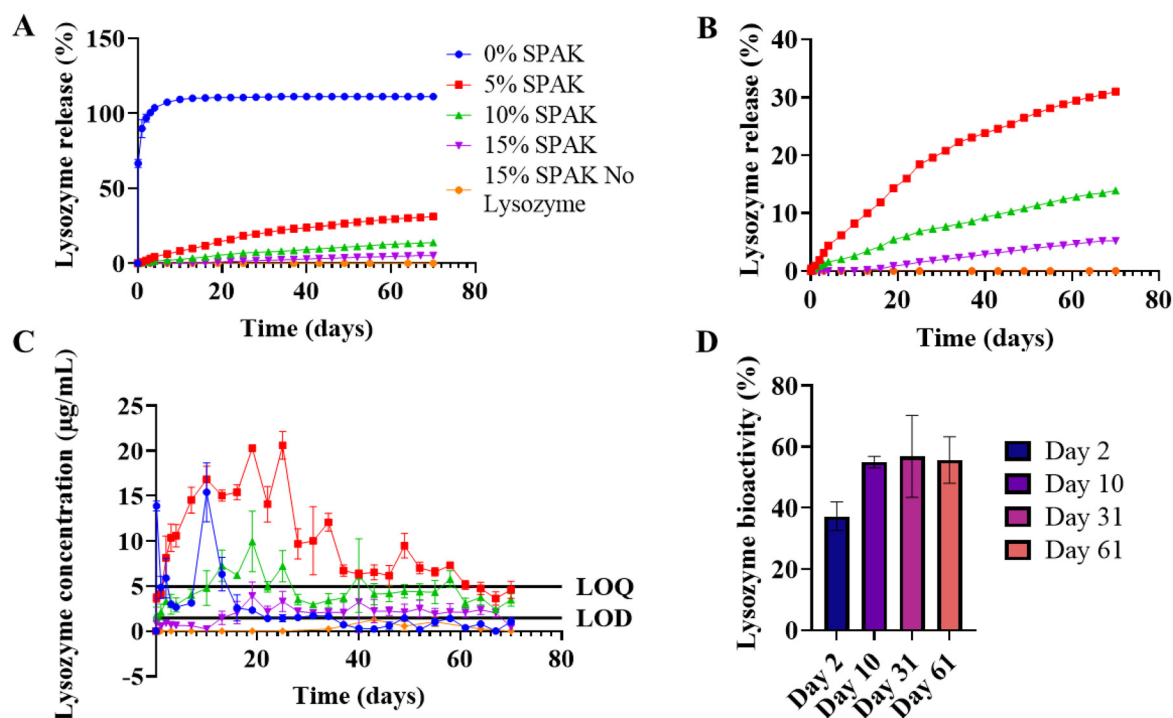 A
Lysozyme release (%)
150
100
50
0
0
20
40
60
80
Time (days)
0% SPAK
5% SPAK
10% SPAK
15% SPAK
15% SPAK No
Lysozyme
B
Lysozyme release (%)
40
30
20
10
0
0
20
40
60
80
Time (days)
C
Lysozyme concentration (µg/mL)
25
20
15
10
5
0
-5
20
40
60
80
LOQ
LOD
Time (days)
D
Lysozyme bioactivity (%)
80
60
40
20
0
Day 2
Day 10
Day 31
Day 61
Day 2
Day 10
Day 31
Day 61